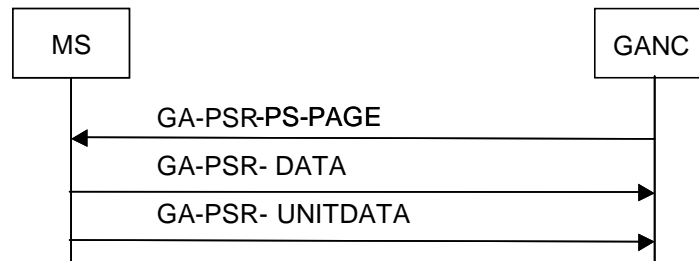 MS
GANC
GA-PSR-PS-PAGE
GA-PSR- DATA
GA-PSR- UNITDATA